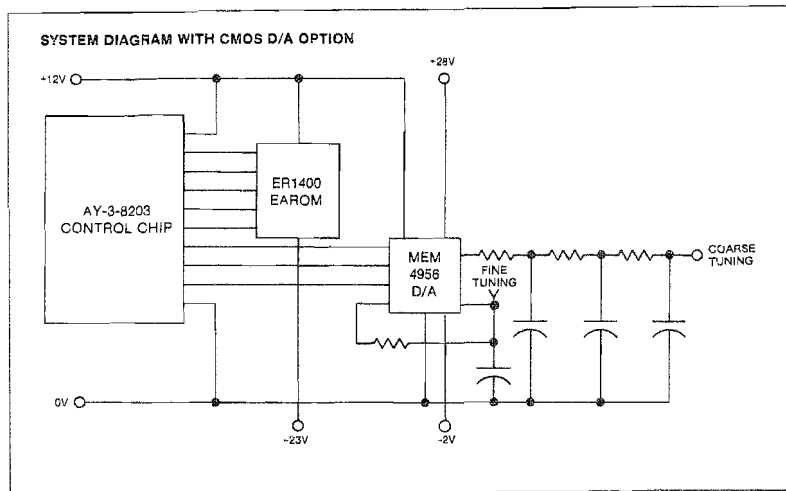 SYSTEM DIAGRAM WITH CMOS D/A OPTION
+12V
+28V
AY-3-8203
CONTROL CHIP
ER1400
EAROM
MEM
4956
D/A
FINE
TUNING
COARSE
TUNING
0V
-23V
-2V